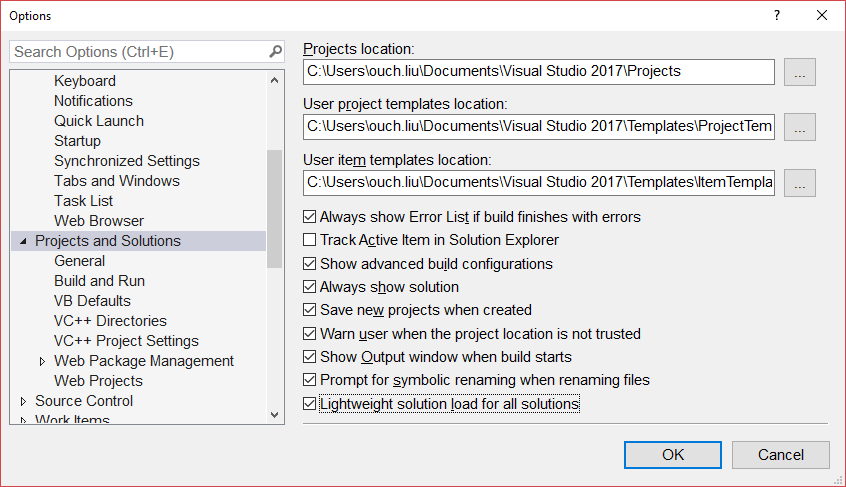 Options
Search Options (Ctrl+E)
Keyboard
Notifications
Quick Launch
Startup
Synchronized Settings
Tabs and Windows
Task List
Web Browser
Projects and Solutions
General
Build and Run
VB Defaults
VC++ Directories
VC++ Project Settings
Web Package Management
Web Projects
Source Control
Work Items
Projects location:
C:\Users\ouch.liu\Documents\Visual Studio 2017\Projects
...
User project templates location:
C:\Users\ouch.liu\Documents\Visual Studio 2017\Templates\ProjectTem
...
User item templates location:
C:\Users\ouch.liu\Documents\Visual Studio 2017\Templates\ItemTempla
...
Always show Error List if build finishes with errors
Track Active Item in Solution Explorer
Show advanced build configurations
Always show solution
Save new projects when created
Warn user when the project location is not trusted
Show Output window when build starts
Prompt for symbolic renaming when renaming files
Lightweight solution load for all solutions
OK
Cancel